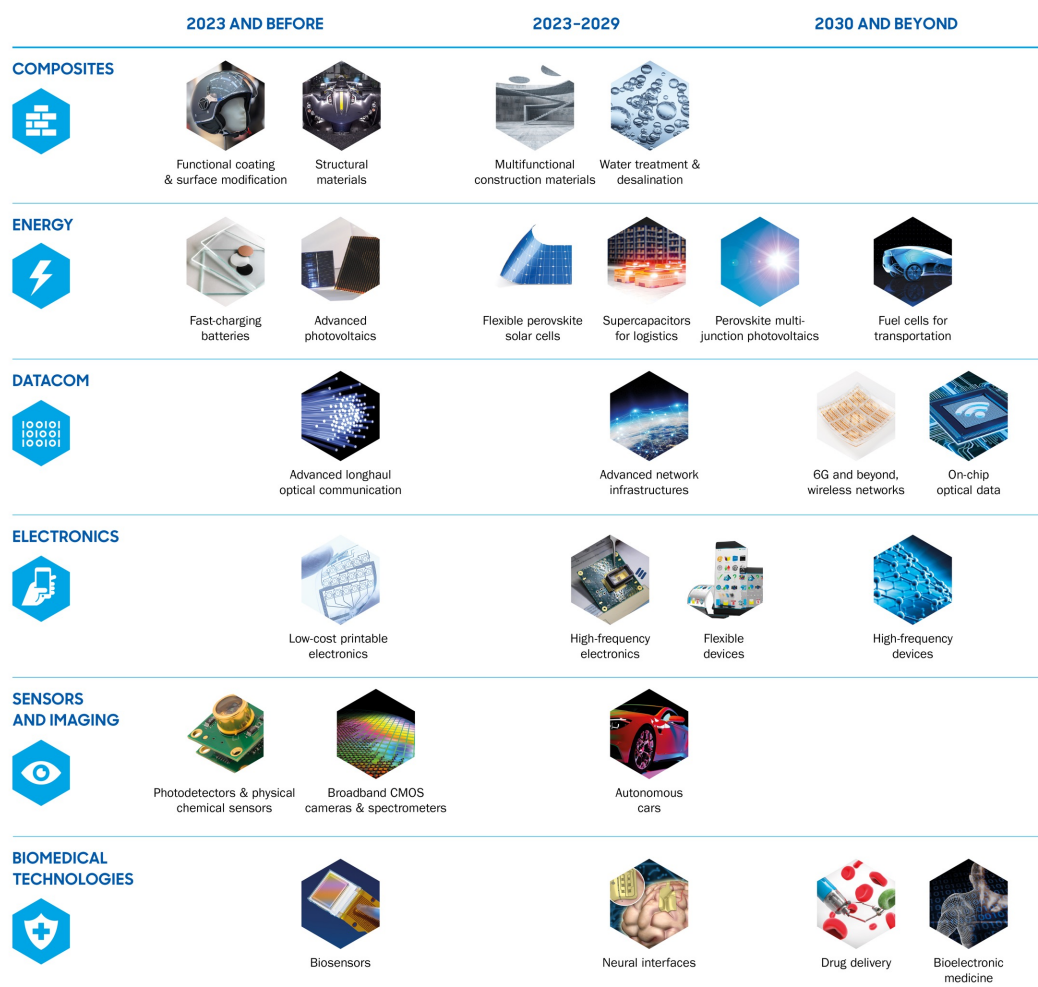 2023 AND BEFORE
2023–2029
2030 AND BEYOND
COMPOSITES
Functional coating
& surface modification
Structural
materials
Multifunctional
construction materials
Water treatment &
desalination
ENERGY
Fast-charging
batteries
Advanced
photovoltaics
Flexible perovskite
solar cells
Supercapacitors
for logistics
Perovskite multi-
junction photovoltaics
Fuel cells for
transportation
DATACOM
100101
101001
100101
Advanced longhaul
optical communication
Advanced network
infrastructures
6G and beyond,
wireless networks
On-chip
optical data
ELECTRONICS
Low-cost printable
electronics
High-frequency
electronics
Flexible
devices
High-frequency
devices
SENSORS
AND IMAGING
Photodetectors & physical
chemical sensors
Broadband CMOS
cameras & spectrometers
Autonomous
cars
BIOMEDICAL
TECHNOLOGIES
Biosensors
Neural interfaces
Drug delivery
Bioelectronic
medicine